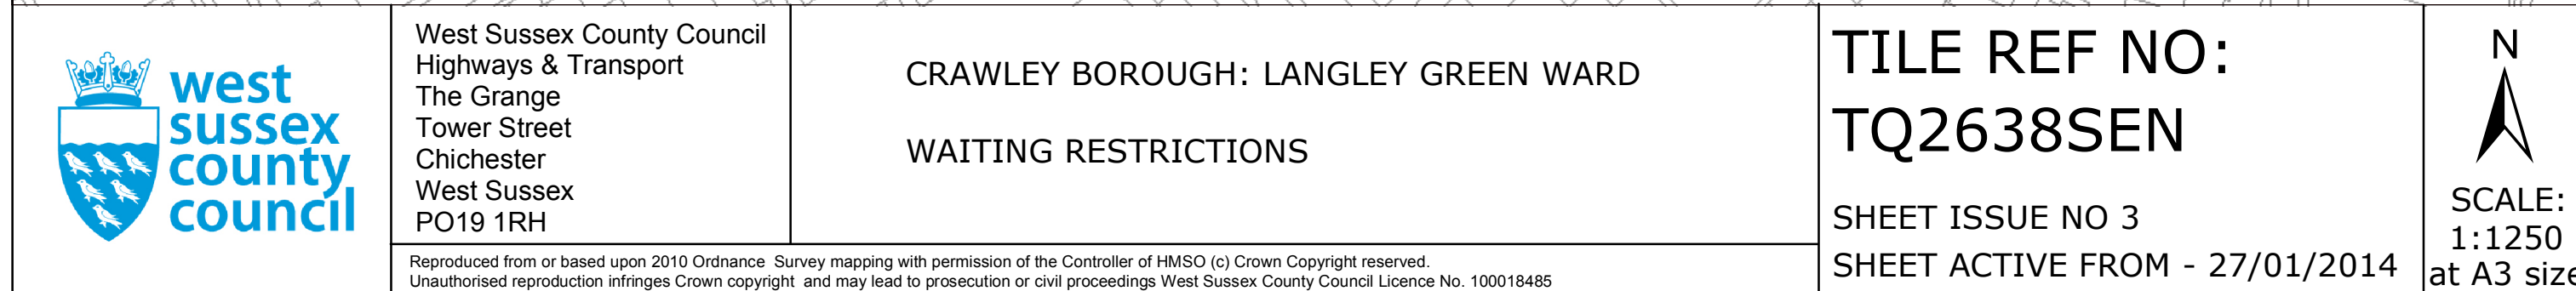 west
sussex
county
council
West Sussex County Council
Highways & Transport
The Grange
Tower Street
Chichester
West Sussex
PO19 1RH
CRAWLEY BOROUGH: LANGLEY GREEN WARD
WAITING RESTRICTIONS
Reproduced from or based upon 2010 Ordnance Survey mapping with permission of the Controller of HMSO (c) Crown Copyright reserved.
Unauthorised reproduction infringes Crown copyright and may lead to prosecution or civil proceedings West Sussex County Council Licence No. 100018485
TILE REF NO:
TQ2638SEN
SHEET ISSUE NO 3
SHEET ACTIVE FROM - 27/01/2014
N
SCALE:
1:1250
at A3 size